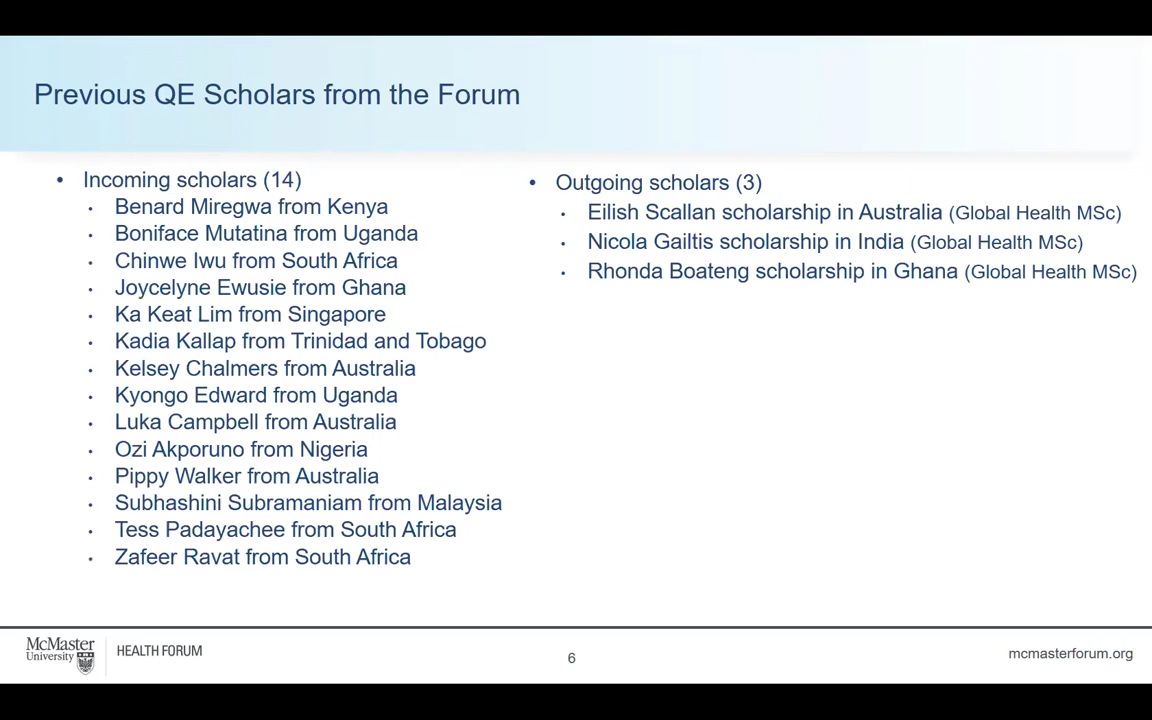 Previous QE Scholars from the Forum
• Incoming scholars (14)
• Benard Miregwa from Kenya
• Boniface Mutatina from Uganda
• Chinwe Iwu from South Africa
• Joycelyne Ewusie from Ghana
• Ka Keat Lim from Singapore
• Kadia Kallap from Trinidad and Tobago
• Kelsey Chalmers from Australia
• Kyongo Edward from Uganda
• Luka Campbell from Australia
• Ozi Akporuno from Nigeria
• Pippy Walker from Australia
• Subhashini Subramaniam from Malaysia
• Tess Padayachee from South Africa
• Zafeer Ravat from South Africa
• Outgoing scholars (3)
• Eilish Scallan scholarship in Australia (Global Health MSc)
• Nicola Gailtis scholarship in India (Global Health MSc)
• Rhonda Boateng scholarship in Ghana (Global Health MSc)
McMaster
University
HEALTH FORUM
6
mcmasterforum.org